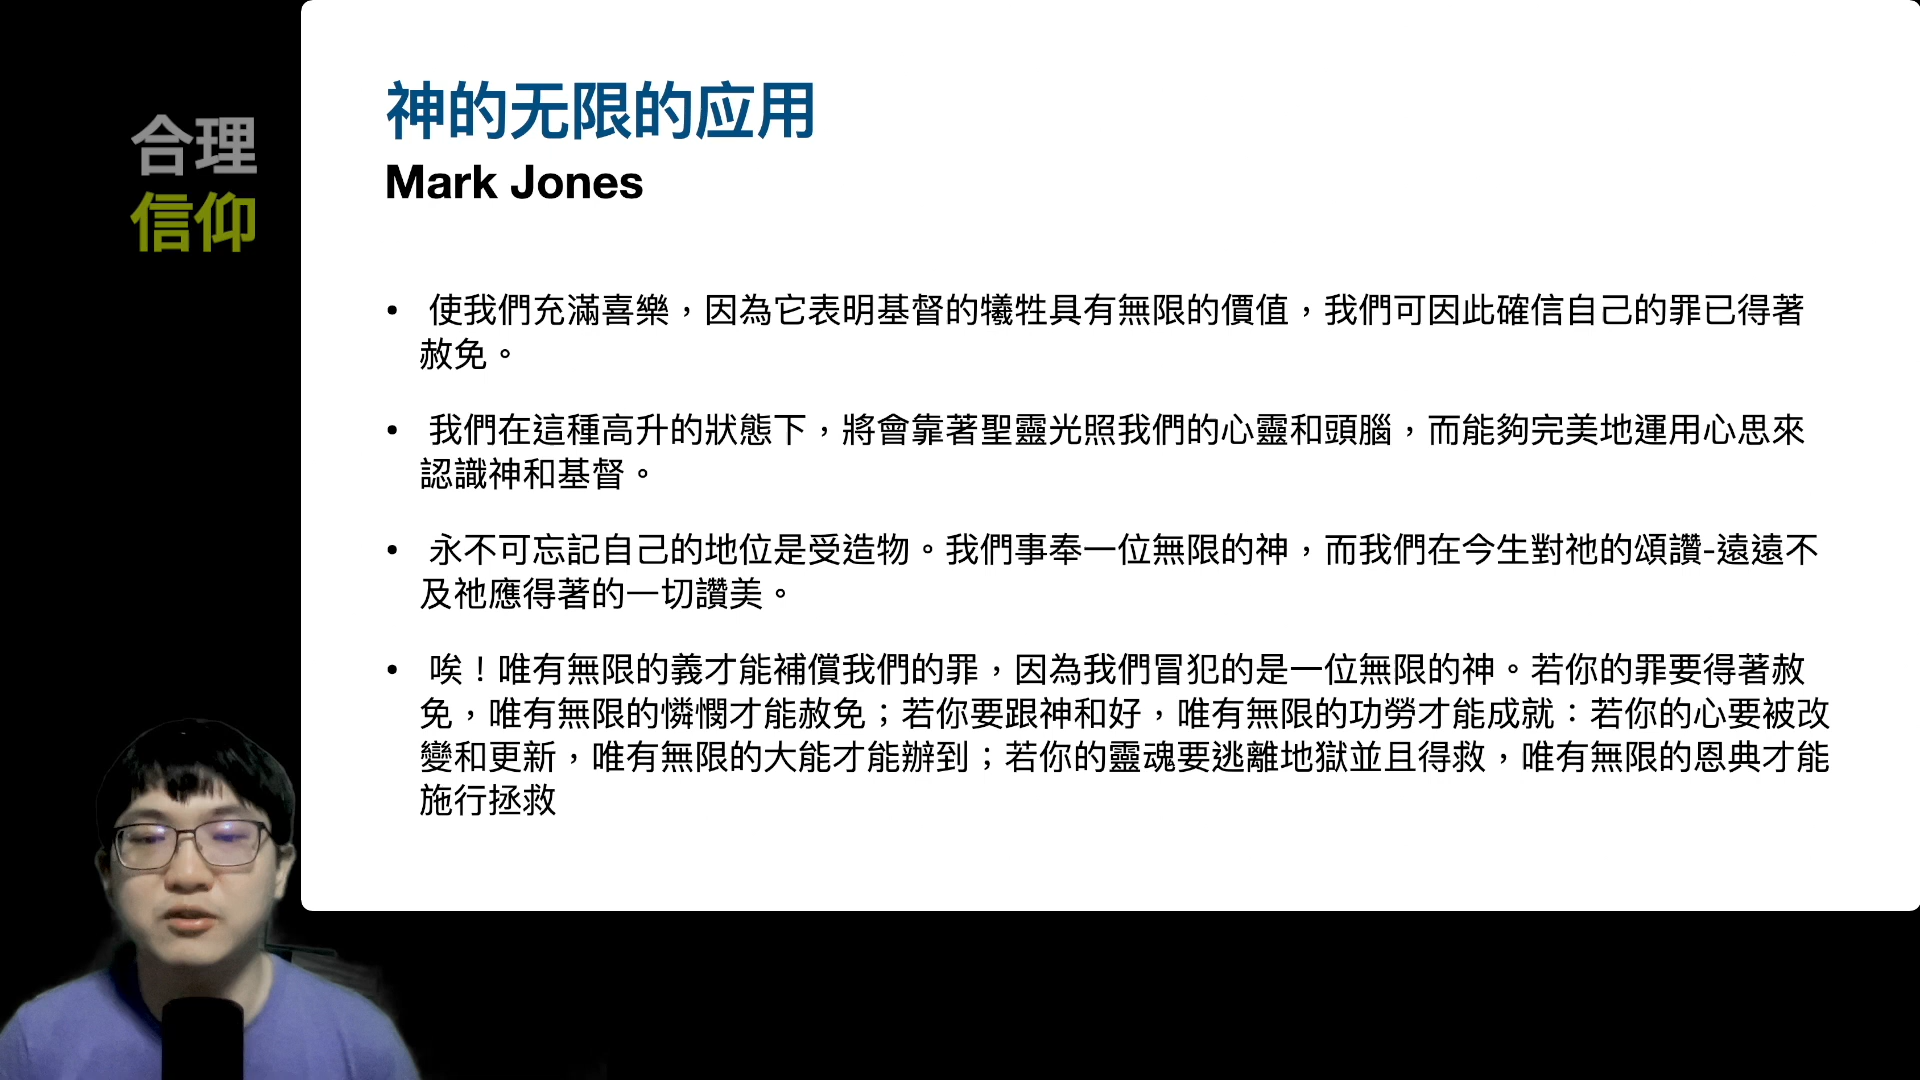 合理
信仰
神的无限的应用
Mark Jones
• 使我們充滿喜樂，因為它表明基督的犧牲具有無限的價值，我們可因此確信自己的罪已得著
赦免。
• 我們在這種高升的狀態下，將會靠著聖靈光照我們的心靈和頭腦，而能夠完美地運用心思來
認識神和基督。
• 永不可忘記自己的地位是受造物。我們事奉一位無限的神，而我們在今生對祂的頌讚-遠遠不
及祂應得著的一切讚美。
• 唉！唯有無限的義才能補償我們的罪，因為我們冒犯的是一位無限的神。若你的罪要得著赦
免，唯有無限的憐憫才能赦免；若你要跟神和好，唯有無限的功勞才能成就：若你的心要被改
變和更新，唯有無限的大能才能辦到；若你的靈魂要逃離地獄並且得救，唯有無限的恩典才能
施行拯救